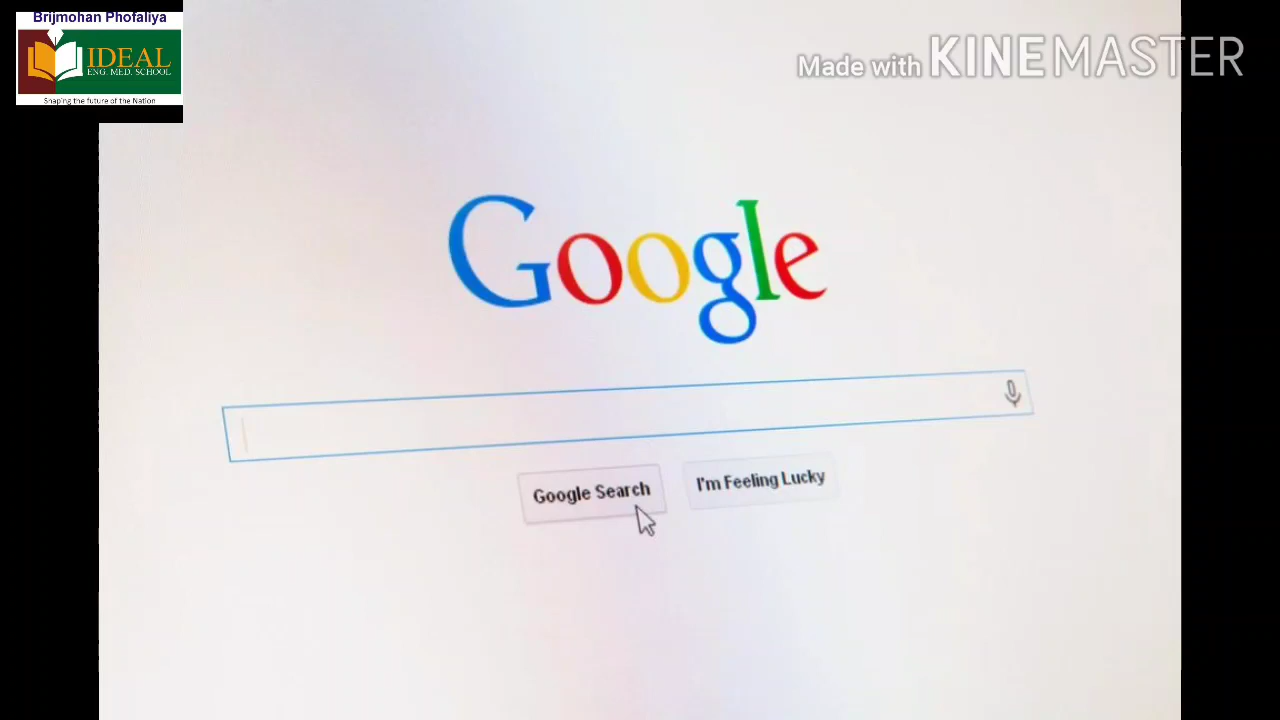 Brijmohan Phofaliya
IDEAL
ENG. MED. SCHOOL
Shaping the future of the Nation
Made with KINEMASTER
Google
Google Search
I'm Feeling Lucky